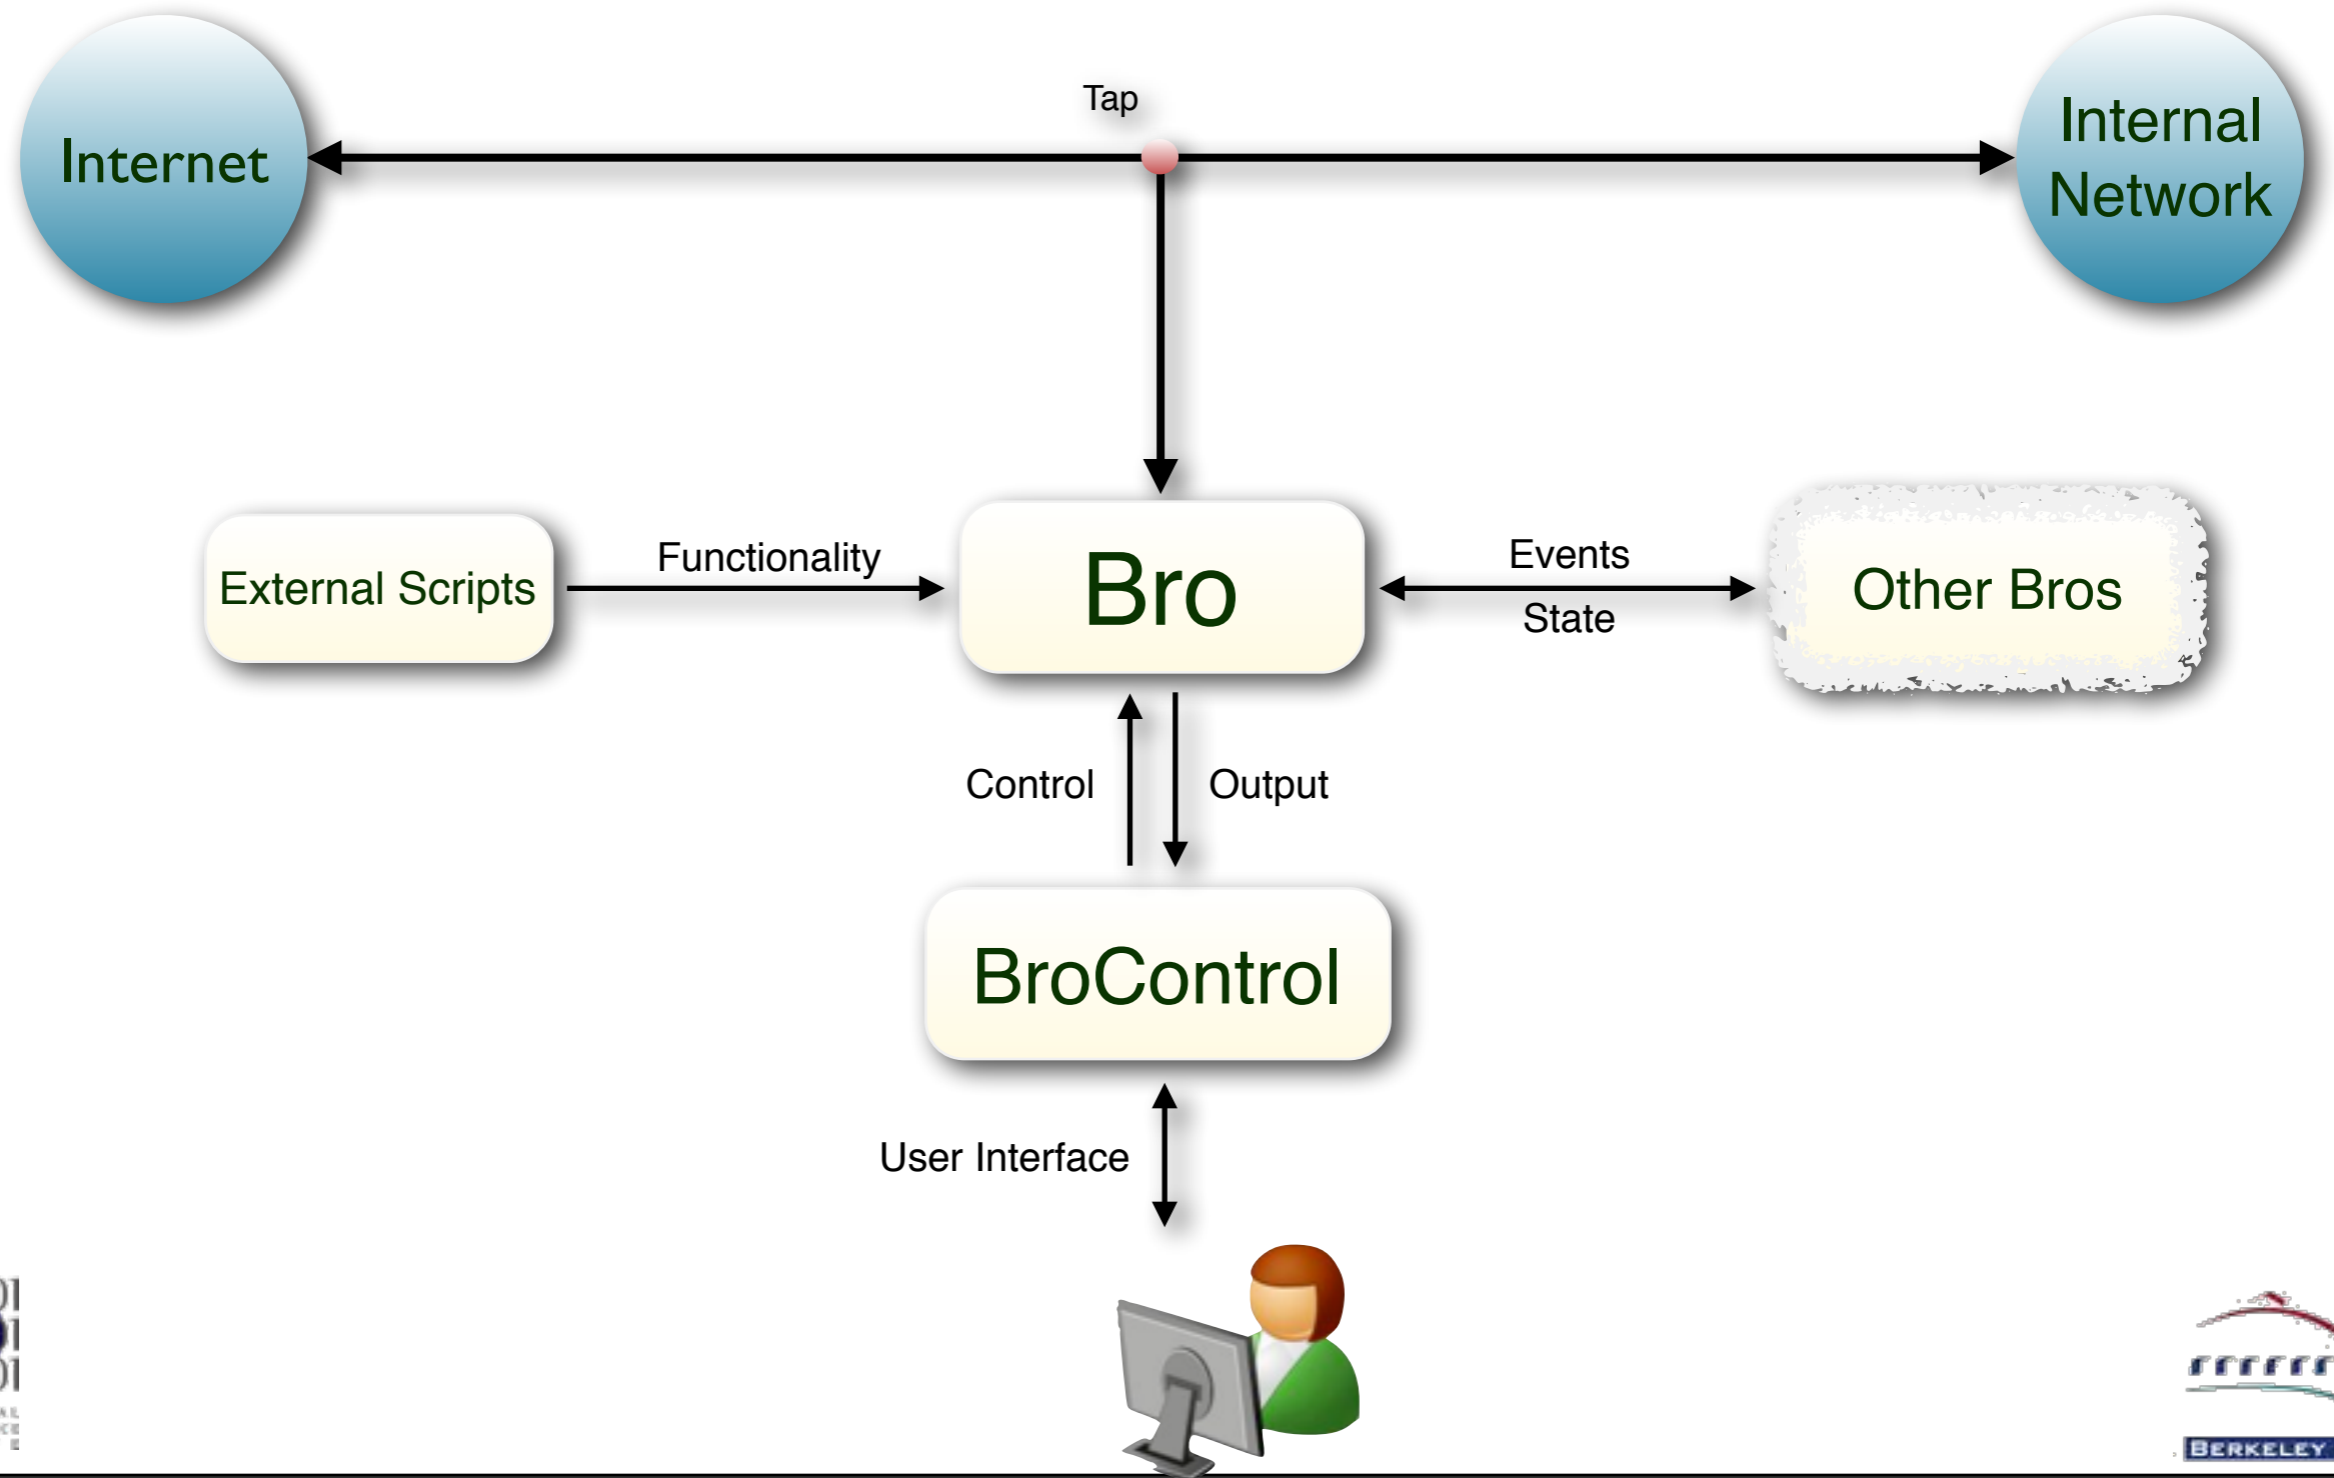 Tap
Internet
Internal
Network
External Scripts
Functionality
Bro
Events
State
Other Bros
Control
Output
BroControl
User Interface
BERKELEY